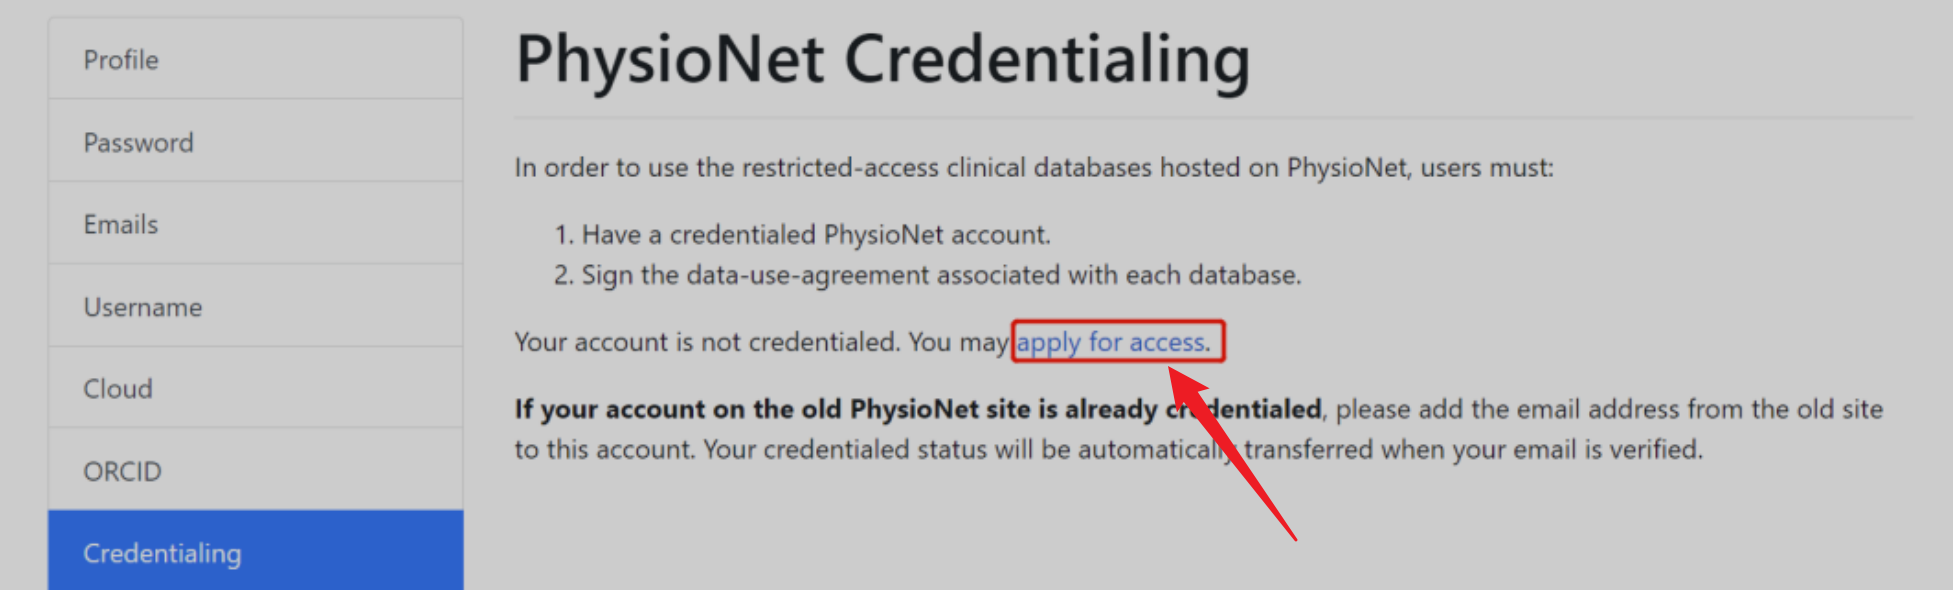 Profile
Password
Emails
Username
Cloud
ORCID
Credentialing
PhysioNet Credentialing
In order to use the restricted-access clinical databases hosted on PhysioNet, users must:
1. Have a credentialed PhysioNet account.
2. Sign the data-use-agreement associated with each database.
Your account is not credentialed. You may apply for access.
If your account on the old PhysioNet site is already credentialed, please add the email address from the old site
to this account. Your credentialed status will be automatically transferred when your email is verified.